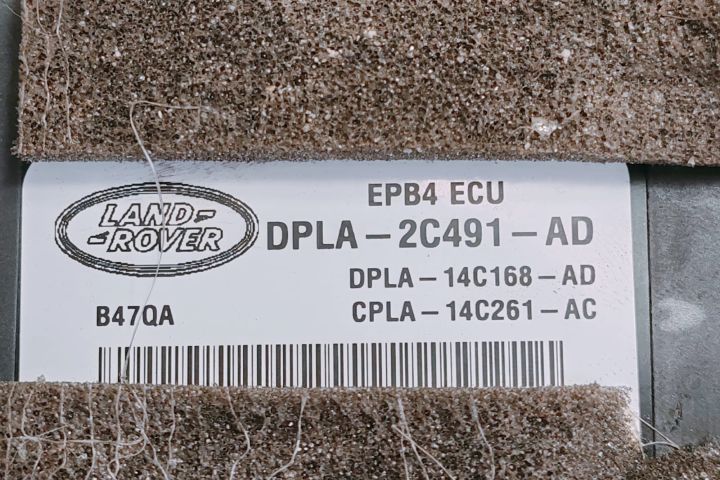 EPB4 ECU
LAND-
-ROVER
DPLA-2C491-AD
DPLA-14C168-AD
B47QA
CPLA-14C261-AC